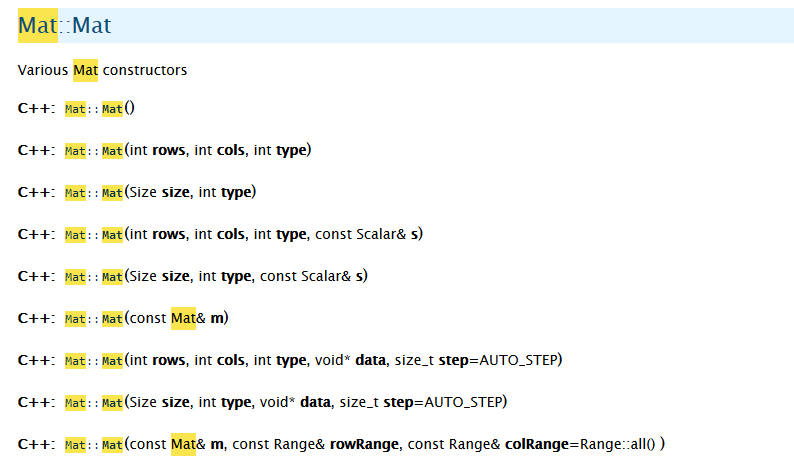 Mat::Mat
Various Mat constructors
C++: Mat::Mat()
C++: Mat::Mat(int rows, int cols, int type)
C++: Mat::Mat(Size size, int type)
C++: Mat::Mat(int rows, int cols, int type, const Scalar& s)
C++: Mat::Mat(Size size, int type, const Scalar& s)
C++: Mat::Mat(const Mat& m)
C++: Mat::Mat(int rows, int cols, int type, void* data, size_t step=AUTO_STEP)
C++: Mat::Mat(Size size, int type, void* data, size_t step=AUTO_STEP)
C++: Mat::Mat(const Mat& m, const Range& rowRange, const Range& colRange=Range::all() )